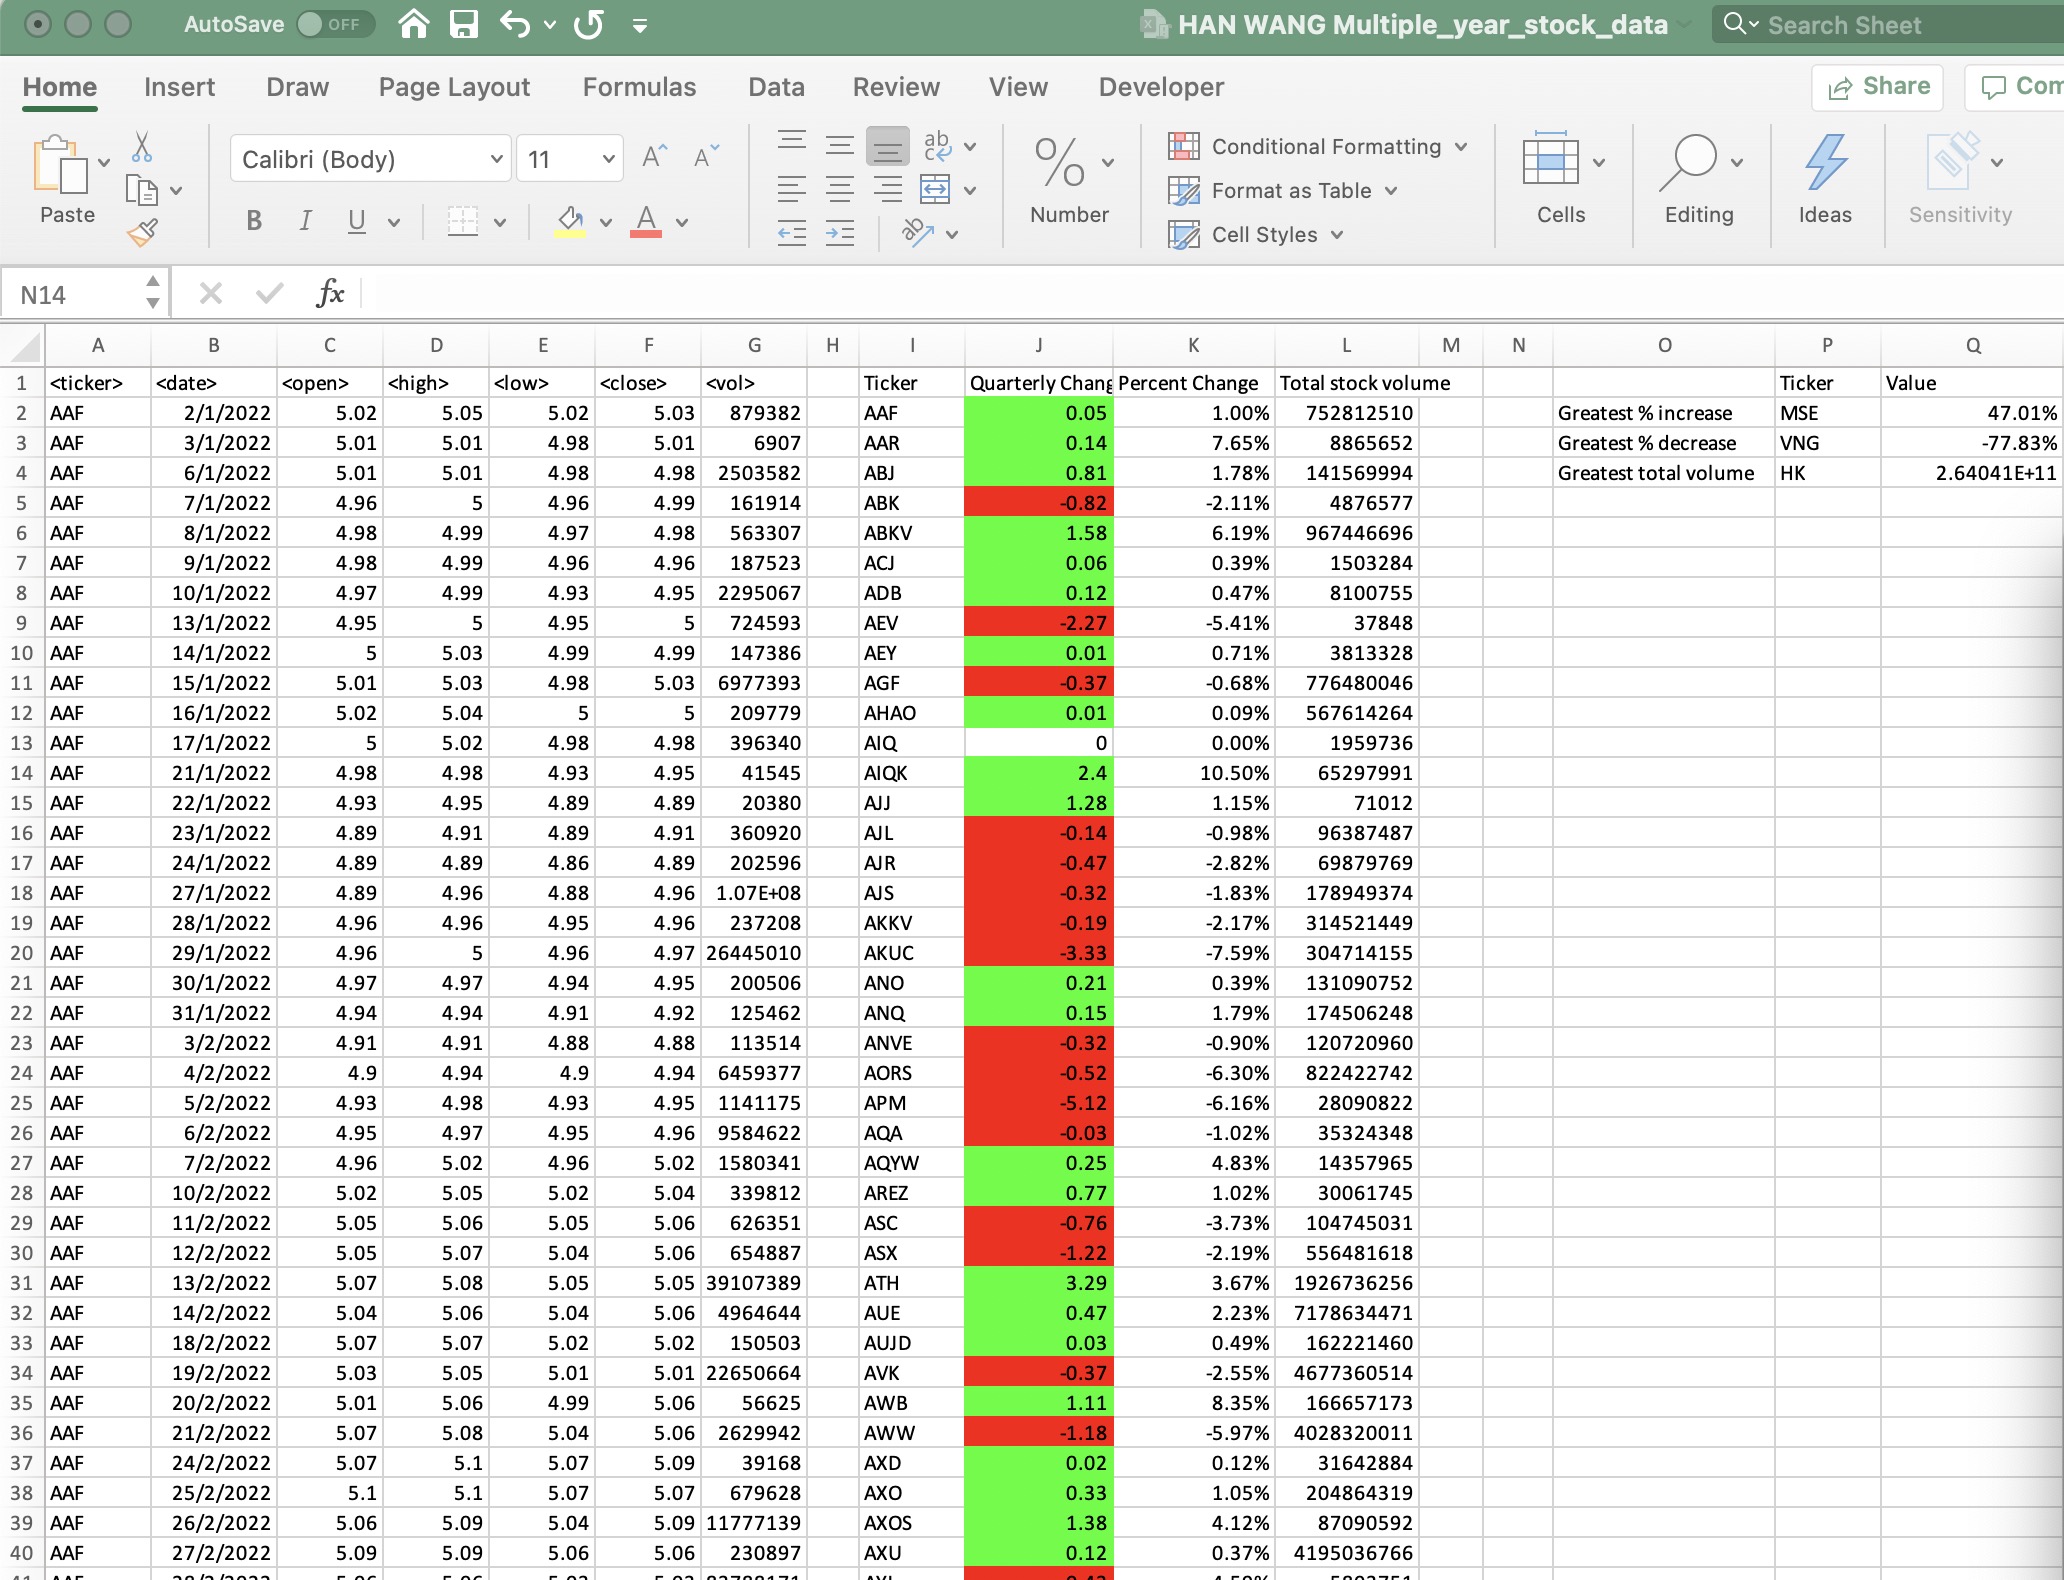 AutoSave OFF HAN WANG Multiple_year_stock_data Search Sheet
Home Insert Draw Page Layout Formulas Data Review View Developer Share Com
Paste Calibri (Body) 11 A A ab c Number Conditional Formatting Cells Editing Ideas Sensitivity
Format as Table
B I U A ab Cell Styles
N14 fx
A B C D E F G H I J K L M N O P Q
1 <ticker> <date> <open> <high> <low> <close> <vol> Ticker Quarterly Chang Percent Change Total stock volume Ticker Value
2 AAF 2/1/2022 5.02 5.05 5.02 5.03 879382 AAF 0.05 1.00% 752812510 Greatest % increase MSE 47.01%
3 AAF 3/1/2022 5.01 5.01 4.98 5.01 6907 AAR 0.14 7.65% 8865652 Greatest % decrease VNG -77.83%
4 AAF 6/1/2022 5.01 5.01 4.98 4.98 2503582 ABJ 0.81 1.78% 141569994 Greatest total volume HK 2.64041E+11
5 AAF 7/1/2022 4.96 5 4.96 4.99 161914 ABK -0.82 -2.11% 4876577
6 AAF 8/1/2022 4.98 4.99 4.97 4.98 563307 ABKV 1.58 6.19% 967446696
7 AAF 9/1/2022 4.98 4.99 4.96 4.96 187523 ACJ 0.06 0.39% 1503284
8 AAF 10/1/2022 4.97 4.99 4.93 4.95 2295067 ADB 0.12 0.47% 8100755
9 AAF 13/1/2022 4.95 5 4.95 5 724593 AEV -2.27 -5.41% 37848
10 AAF 14/1/2022 5 5.03 4.99 4.99 147386 AEY 0.01 0.71% 3813328
11 AAF 15/1/2022 5.01 5.03 4.98 5.03 6977393 AGF -0.37 -0.68% 776480046
12 AAF 16/1/2022 5.02 5.04 5 5 209779 AHAO 0.01 0.09% 567614264
13 AAF 17/1/2022 5 5.02 4.98 4.98 396340 AIQ 0 0.00% 1959736
14 AAF 21/1/2022 4.98 4.98 4.93 4.95 41545 AIQK 2.4 10.50% 65297991
15 AAF 22/1/2022 4.93 4.95 4.89 4.89 20380 AJJ 1.28 1.15% 71012
16 AAF 23/1/2022 4.89 4.91 4.89 4.91 360920 AJL -0.14 -0.98% 96387487
17 AAF 24/1/2022 4.89 4.89 4.86 4.89 202596 AJR -0.47 -2.82% 69879769
18 AAF 27/1/2022 4.89 4.96 4.88 4.96 1.07E+08 AJS -0.32 -1.83% 178949374
19 AAF 28/1/2022 4.96 4.96 4.95 4.96 237208 AKKV -0.19 -2.17% 314521449
20 AAF 29/1/2022 4.96 5 4.96 4.97 26445010 AKUC -3.33 -7.59% 304714155
21 AAF 30/1/2022 4.97 4.97 4.94 4.95 200506 ANO 0.21 0.39% 131090752
22 AAF 31/1/2022 4.94 4.94 4.91 4.92 125462 ANQ 0.15 1.79% 174506248
23 AAF 3/2/2022 4.91 4.91 4.88 4.88 113514 ANVE -0.32 -0.90% 120720960
24 AAF 4/2/2022 4.9 4.94 4.9 4.94 6459377 AORS -0.52 -6.30% 822422742
25 AAF 5/2/2022 4.93 4.98 4.93 4.95 1141175 APM -5.12 -6.16% 28090822
26 AAF 6/2/2022 4.95 4.97 4.95 4.96 9584622 AQA -0.03 -1.02% 35324348
27 AAF 7/2/2022 4.96 5.02 4.96 5.02 1580341 AQYW 0.25 4.83% 14357965
28 AAF 10/2/2022 5.02 5.05 5.02 5.04 339812 AREZ 0.77 1.02% 30061745
29 AAF 11/2/2022 5.05 5.06 5.05 5.06 626351 ASC -0.76 -3.73% 104745031
30 AAF 12/2/2022 5.05 5.07 5.04 5.06 654887 ASX -1.22 -2.19% 556481618
31 AAF 13/2/2022 5.07 5.08 5.05 5.05 39107389 ATH 3.29 3.67% 1926736256
32 AAF 14/2/2022 5.04 5.06 5.04 5.06 4964644 AUE 0.47 2.23% 7178634471
33 AAF 18/2/2022 5.07 5.07 5.02 5.02 150503 AUJD 0.03 0.49% 162221460
34 AAF 19/2/2022 5.03 5.05 5.01 5.01 22650664 AVK -0.37 -2.55% 4677360514
35 AAF 20/2/2022 5.01 5.06 4.99 5.06 56625 AWB 1.11 8.35% 166657173
36 AAF 21/2/2022 5.07 5.08 5.04 5.06 2629942 AWW -1.18 -5.97% 4028320011
37 AAF 24/2/2022 5.07 5.1 5.07 5.09 39168 AXD 0.02 0.12% 31642884
38 AAF 25/2/2022 5.1 5.1 5.07 5.07 679628 AXO 0.33 1.05% 204864319
39 AAF 26/2/2022 5.06 5.09 5.04 5.09 11777139 AXOS 1.38 4.12% 87090592
40 AAF 27/2/2022 5.09 5.09 5.06 5.06 230897 AXU 0.12 0.37% 4195036766